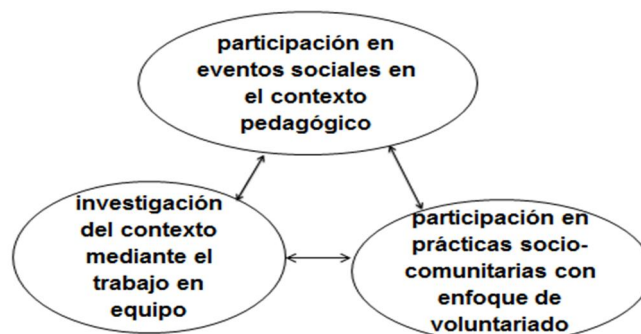 participación en
eventos sociales en
el contexto
pedagógico
investigación
del contexto
mediante el
trabajo en
equipo
participación en
prácticas socio-
comunitarias con
enfoque de
voluntariado